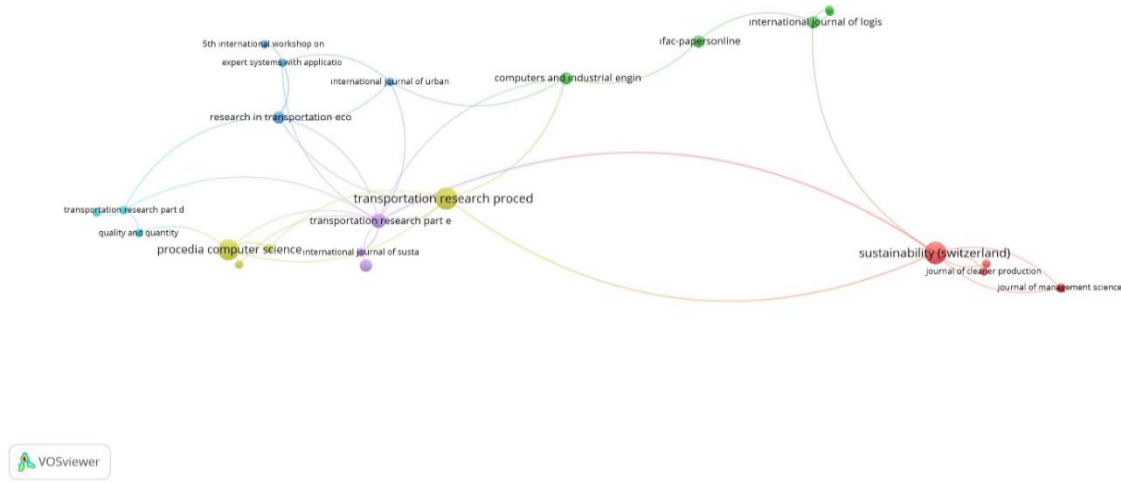 international journal of logis
ifac-papersonline
5th international workshop on
expert systems with applicatio
international journal of urban
computers and industrial engin
research in transportation eco
transportation research proced
transportation research part d
transportation research part e
quality and quantity
procedia computer science
international journal of susta
sustainability (switzerland)
journal of cleaner production
journal of management science
VOSviewer